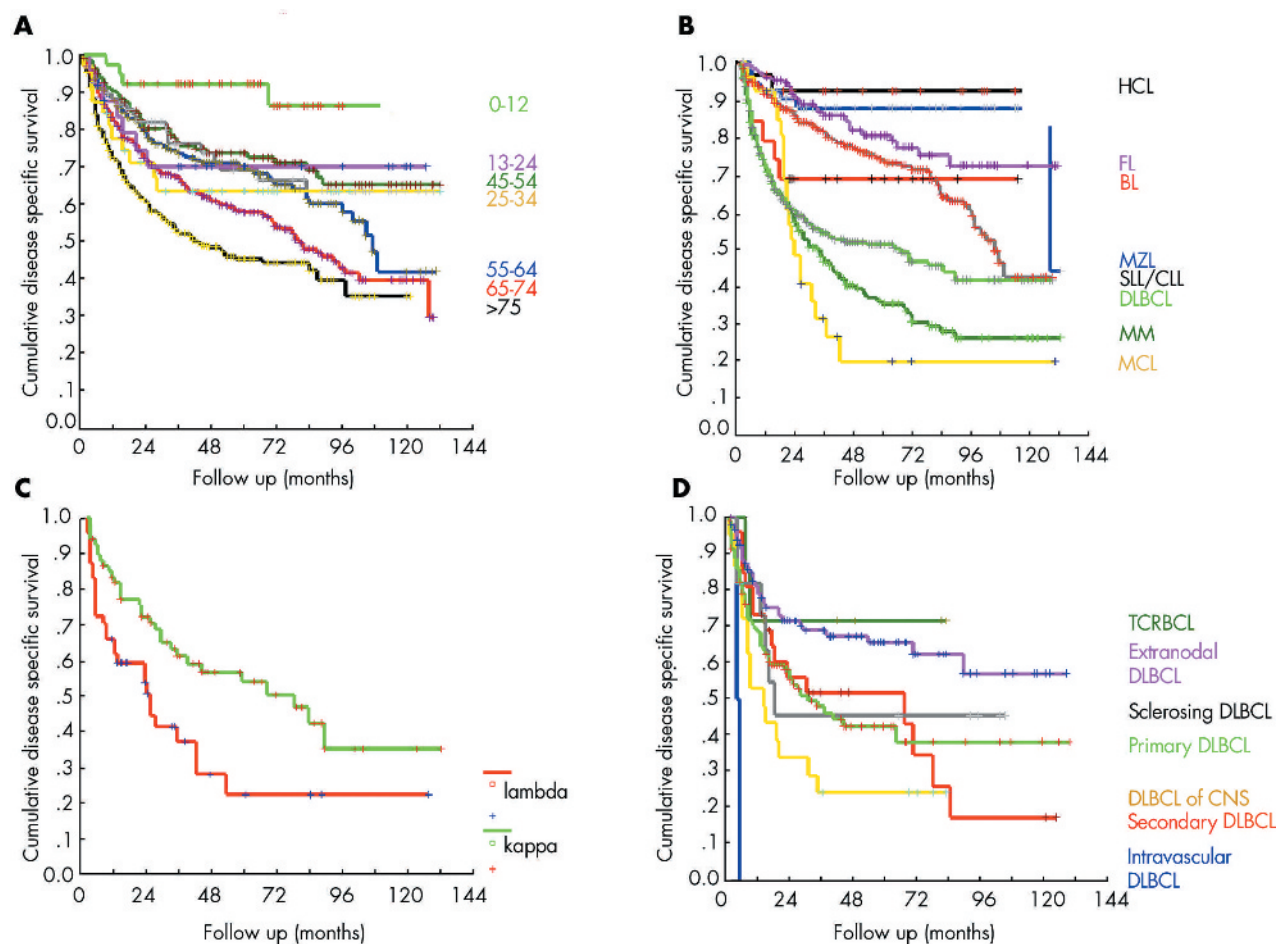 A
Cumulative disease specific survival
1.0
.9
.8
.7
.6
.5
.4
.3
.2
.1
0.0
0 24 48 72 96 120 144
Follow up (months)
0-12
13-24
45-54
25-34
55-64
65-74
>75
B
Cumulative disease specific survival
1.0
.9
.8
.7
.6
.5
.4
.3
.2
.1
0.0
0 24 48 72 96 120 144
Follow up (months)
HCL
FL
BL
MZL
SLL/CLL
DLBCL
MM
MCL
C
Cumulative disease specific survival
1.0
.9
.8
.7
.6
.5
.4
.3
.2
.1
0.0
0 24 48 72 96 120 144
Follow up (months)
lambda
kappa
D
Cumulative disease specific survival
1.0
.9
.8
.7
.6
.5
.4
.3
.2
.1
0.0
0 24 48 72 96 120 144
Follow up (months)
TCRBCL
Extranodal
DLBCL
Sclerosing DLBCL
Primary DLBCL
DLBCL of CNS
Secondary DLBCL
Intravascular
DLBCL